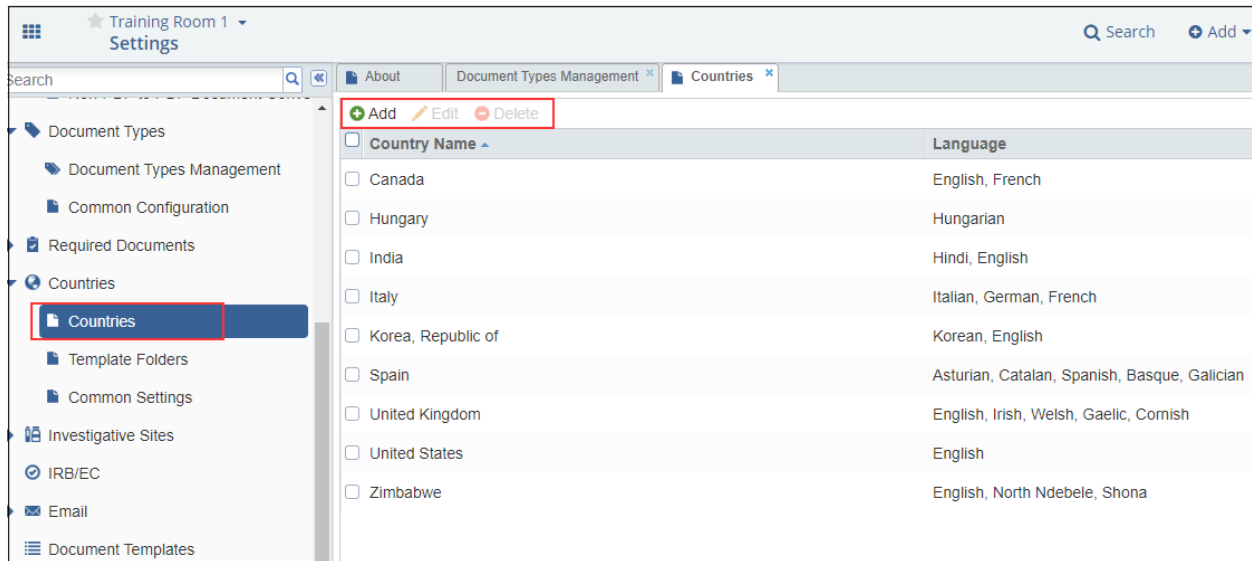 Training Room 1
Settings
Search
Add
Search
About
Document Types Management
Countries
Document Types
Document Types Management
Common Configuration
Required Documents
Countries
Countries
Template Folders
Common Settings
Investigative Sites
IRB/EC
Email
Document Templates
Add Edit Delete
Country Name Language
Canada English, French
Hungary Hungarian
India Hindi, English
Italy Italian, German, French
Korea, Republic of Korean, English
Spain Asturian, Catalan, Spanish, Basque, Galician
United Kingdom English, Irish, Welsh, Gaelic, Cornish
United States English
Zimbabwe English, North Ndebele, Shona